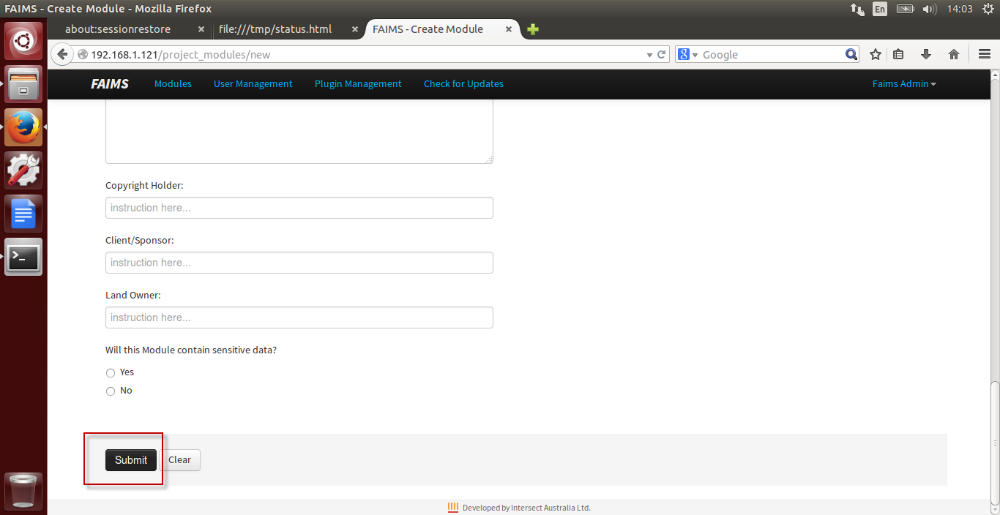 FAIMS - Create Module - Mozilla Firefox
En
14:03
about:sessionrestore
file:///tmp/status.html
FAIMS - Create Module
192.168.1.121/project_modules/new
8
Google
FAIMS
Modules
User Management
Plugin Management
Check for Updates
Faims Admin
Copyright Holder:
instruction here...
Client/Sponsor:
instruction here...
Land Owner:
instruction here...
Will this Module contain sensitive data?
Yes
No
Submit
Clear
Developed by Intersect Australia Ltd.